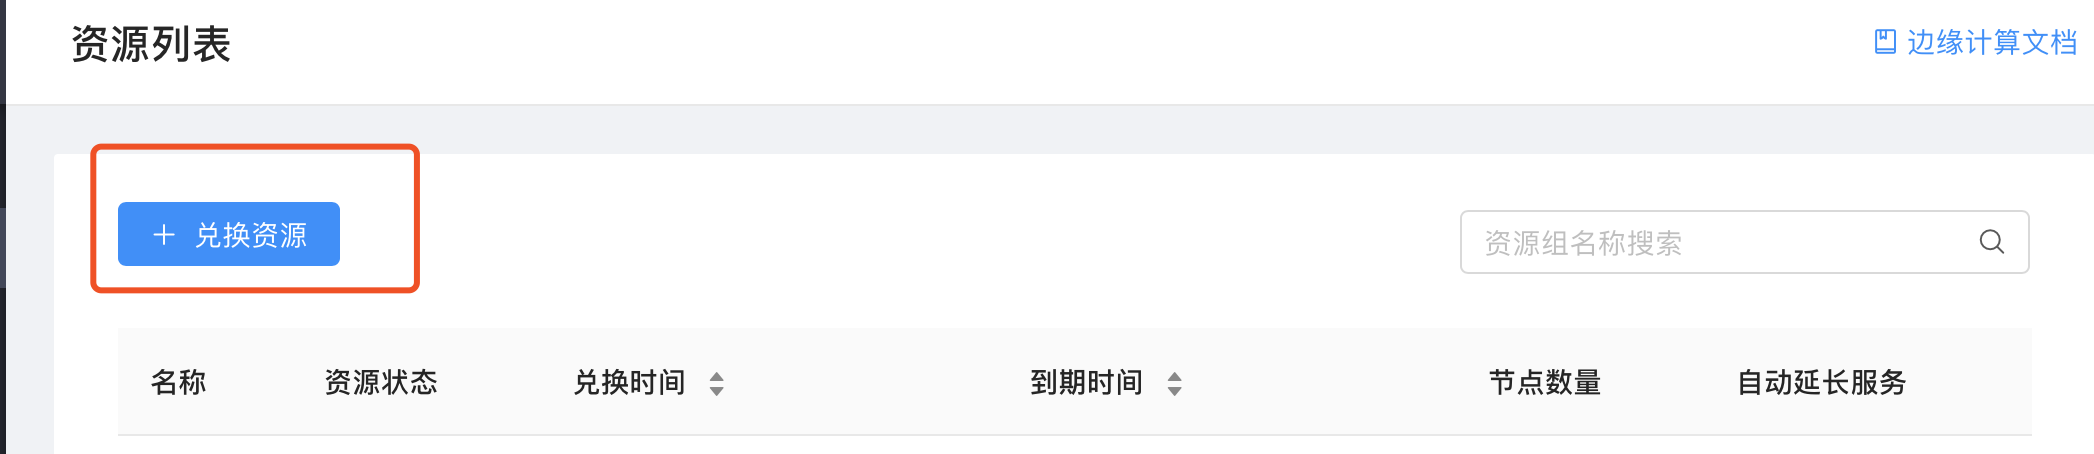 资源列表
边缘计算文档
+ 兑换资源
资源组名称搜索
名称 资源状态 兑换时间 到期时间 节点数量 自动延长服务